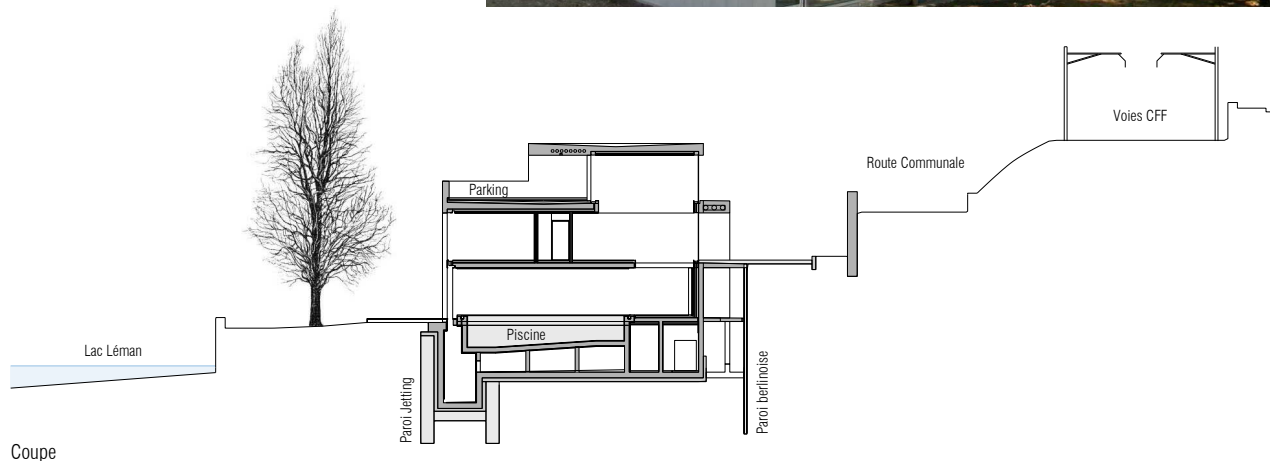 Voies CFF
Route Communale
Parking
Piscine
Lac Léman
Paroi Jetting
Paroi berlinoise
Coupe